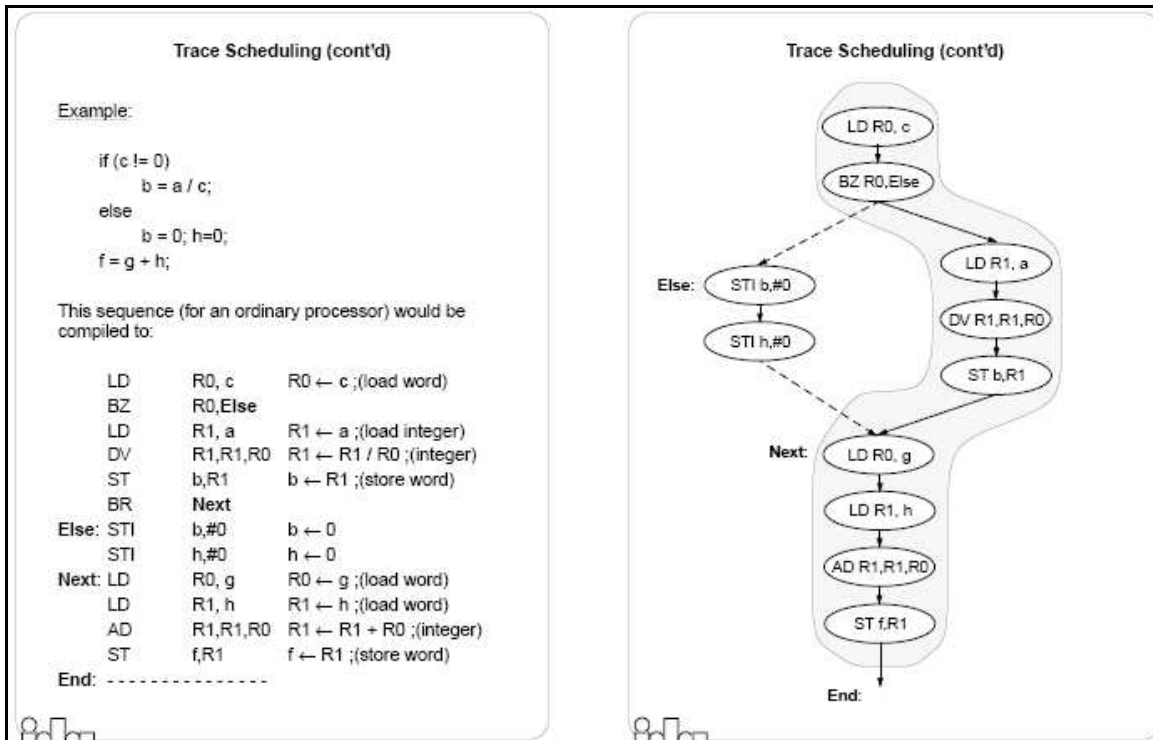 Trace Scheduling (cont'd)
Example:
if (c != 0)
b = a / c;
else
b = 0; h=0;
f = g + h;
This sequence (for an ordinary processor) would be
compiled to:
LD R0, c R0 ← c ;(load word)
BZ R0,Else
LD R1, a R1 ← a ;(load integer)
DV R1,R1,R0 R1 ← R1 / R0 ;(integer)
ST b,R1 b ← R1 ;(store word)
BR Next
Else: STI b,#0 b ← 0
STI h,#0 h ← 0
Next: LD R0, g R0 ← g ;(load word)
LD R1, h R1 ← h ;(load word)
AD R1,R1,R0 R1 ← R1 + R0 ;(integer)
ST f,R1 f ← R1 ;(store word)
End: - - - - - - - - - - - - - - -
Trace Scheduling (cont'd)
LD R0, c
BZ R0,Else
LD R1, a
Else: STI b,#0
DV R1,R1,R0
STI h,#0
ST b,R1
Next: LD R0, g
LD R1, h
AD R1,R1,R0
ST f,R1
End: